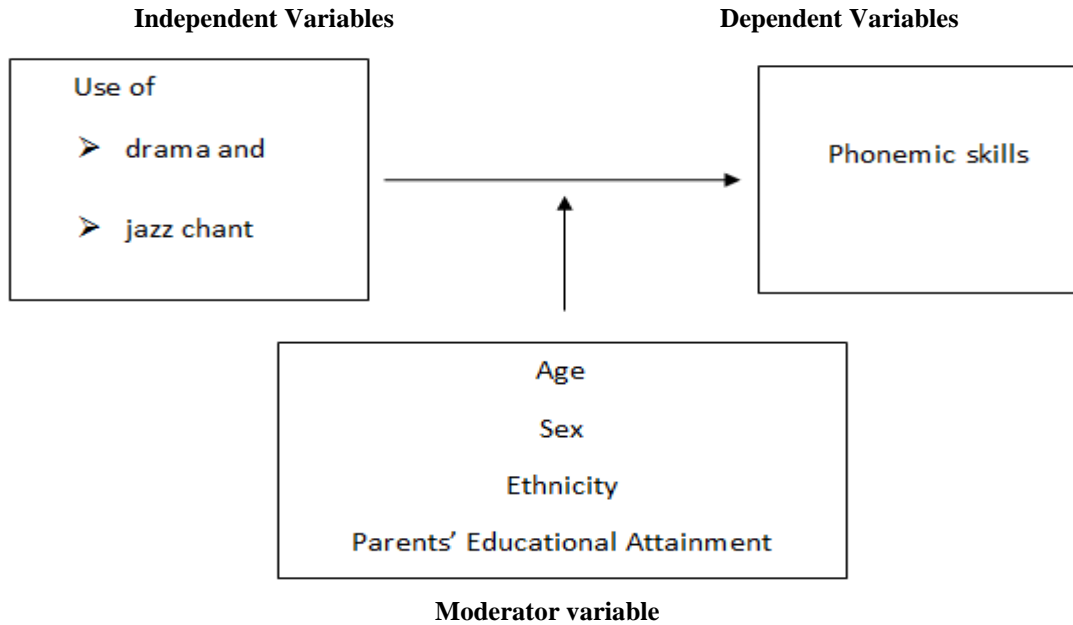 Independent Variables
Dependent Variables
Use of
➢ drama and
➢ jazz chant
Phonemic skills
Age
Sex
Ethnicity
Parents’ Educational Attainment
Moderator variable